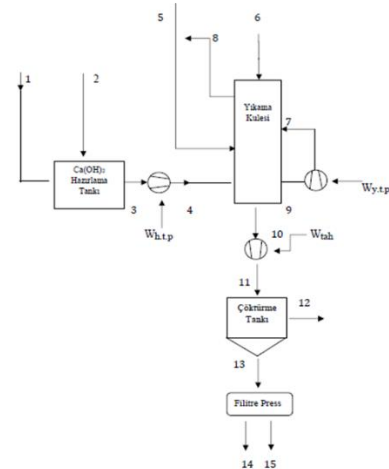 5
6
8
1
2
Yıkama
Kulesi
7
Ca(OH)₂
Hazırlama
Tankı
3
4
9
Wy.t.p
Wh.t.p
10
Wtah
11
12
Çöktürme
Tankı
13
Filitre Press
14
15